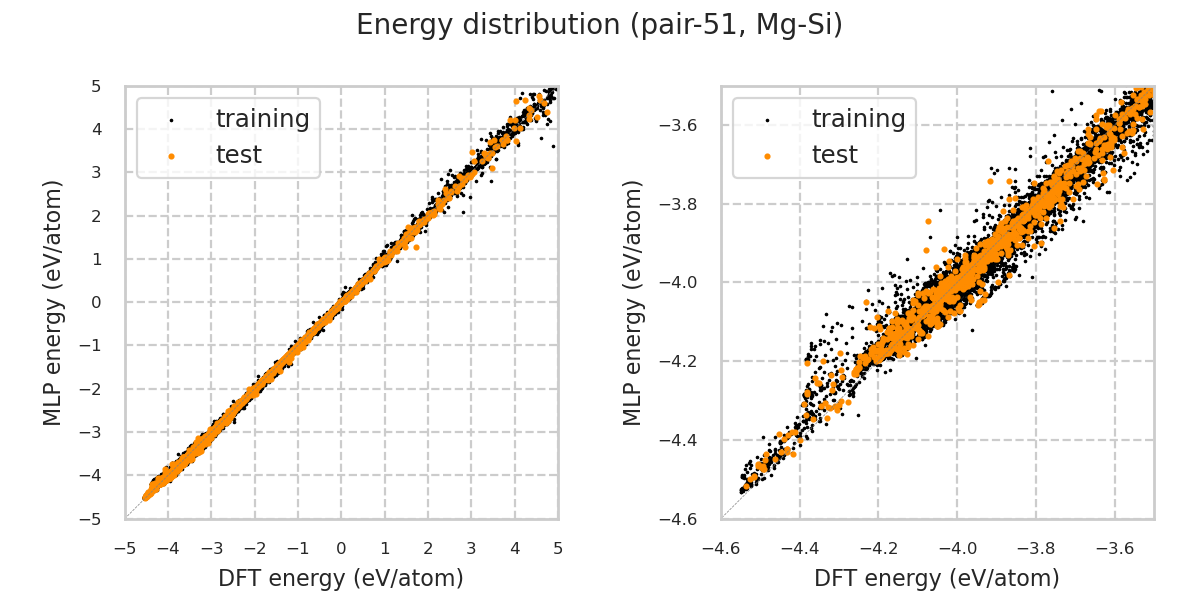 Energy distribution (pair-51, Mg-Si)
training
test
MLP energy (eV/atom)
5
4
3
2
1
0
−1
−2
−3
−4
−5
−5 −4 −3 −2 −1 0 1 2 3 4 5
DFT energy (eV/atom)
training
test
MLP energy (eV/atom)
−3.6
−3.8
−4.0
−4.2
−4.4
−4.6
−4.6 −4.4 −4.2 −4.0 −3.8 −3.6
DFT energy (eV/atom)